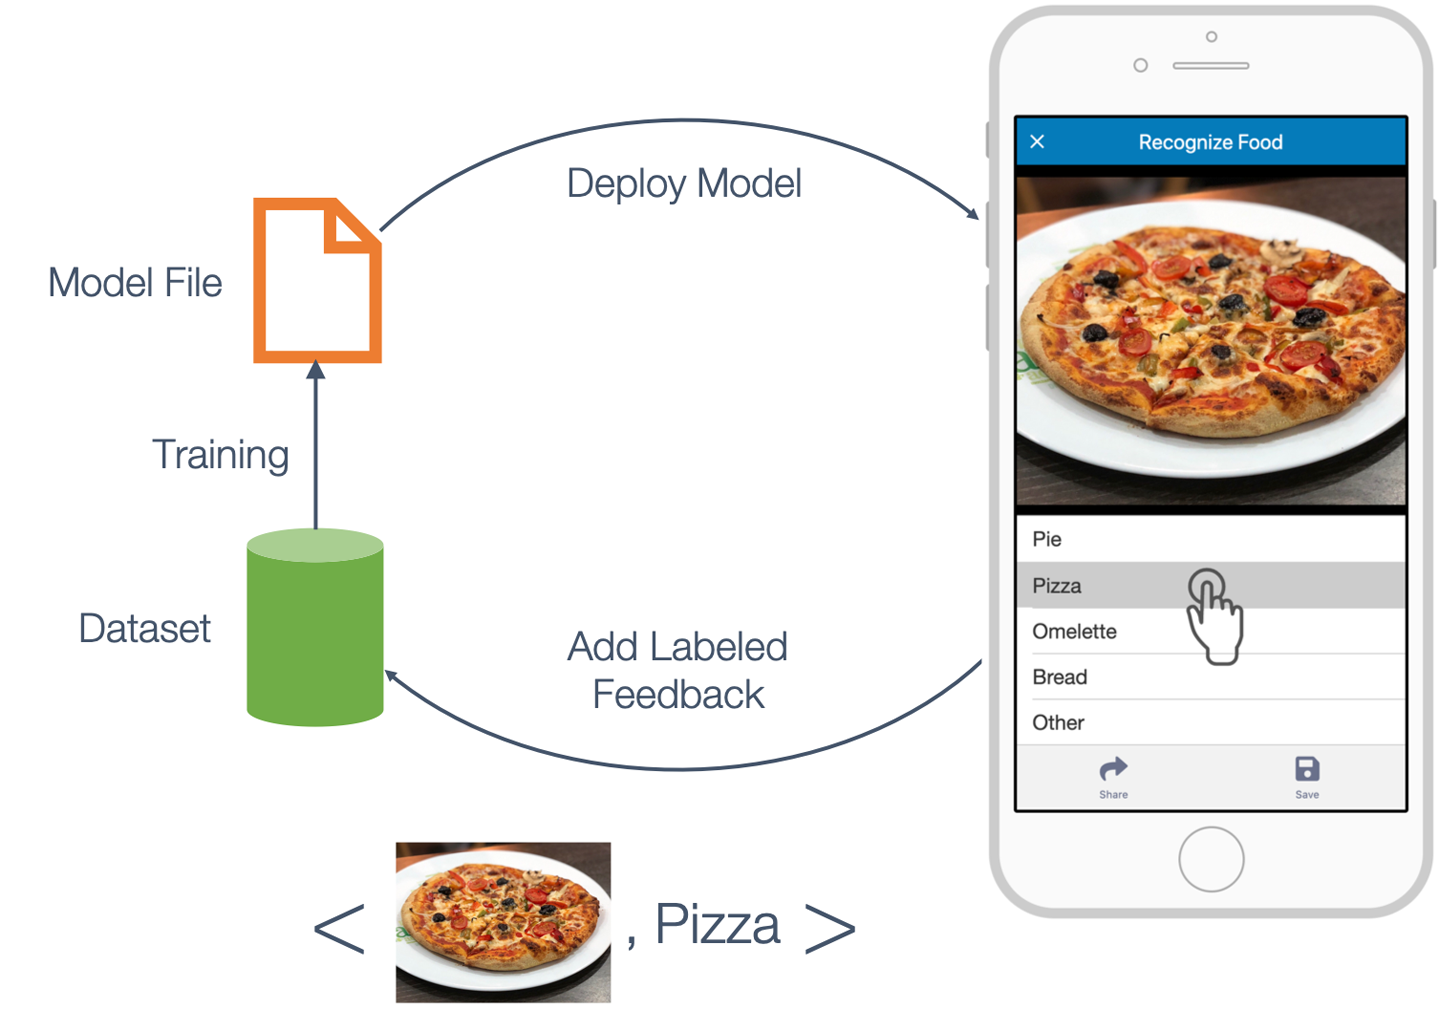 Deploy Model
Model File
Training
Dataset
Add Labeled
Feedback
< , Pizza >
Recognize Food
Pie
Pizza
Omelette
Bread
Other
Share
Save